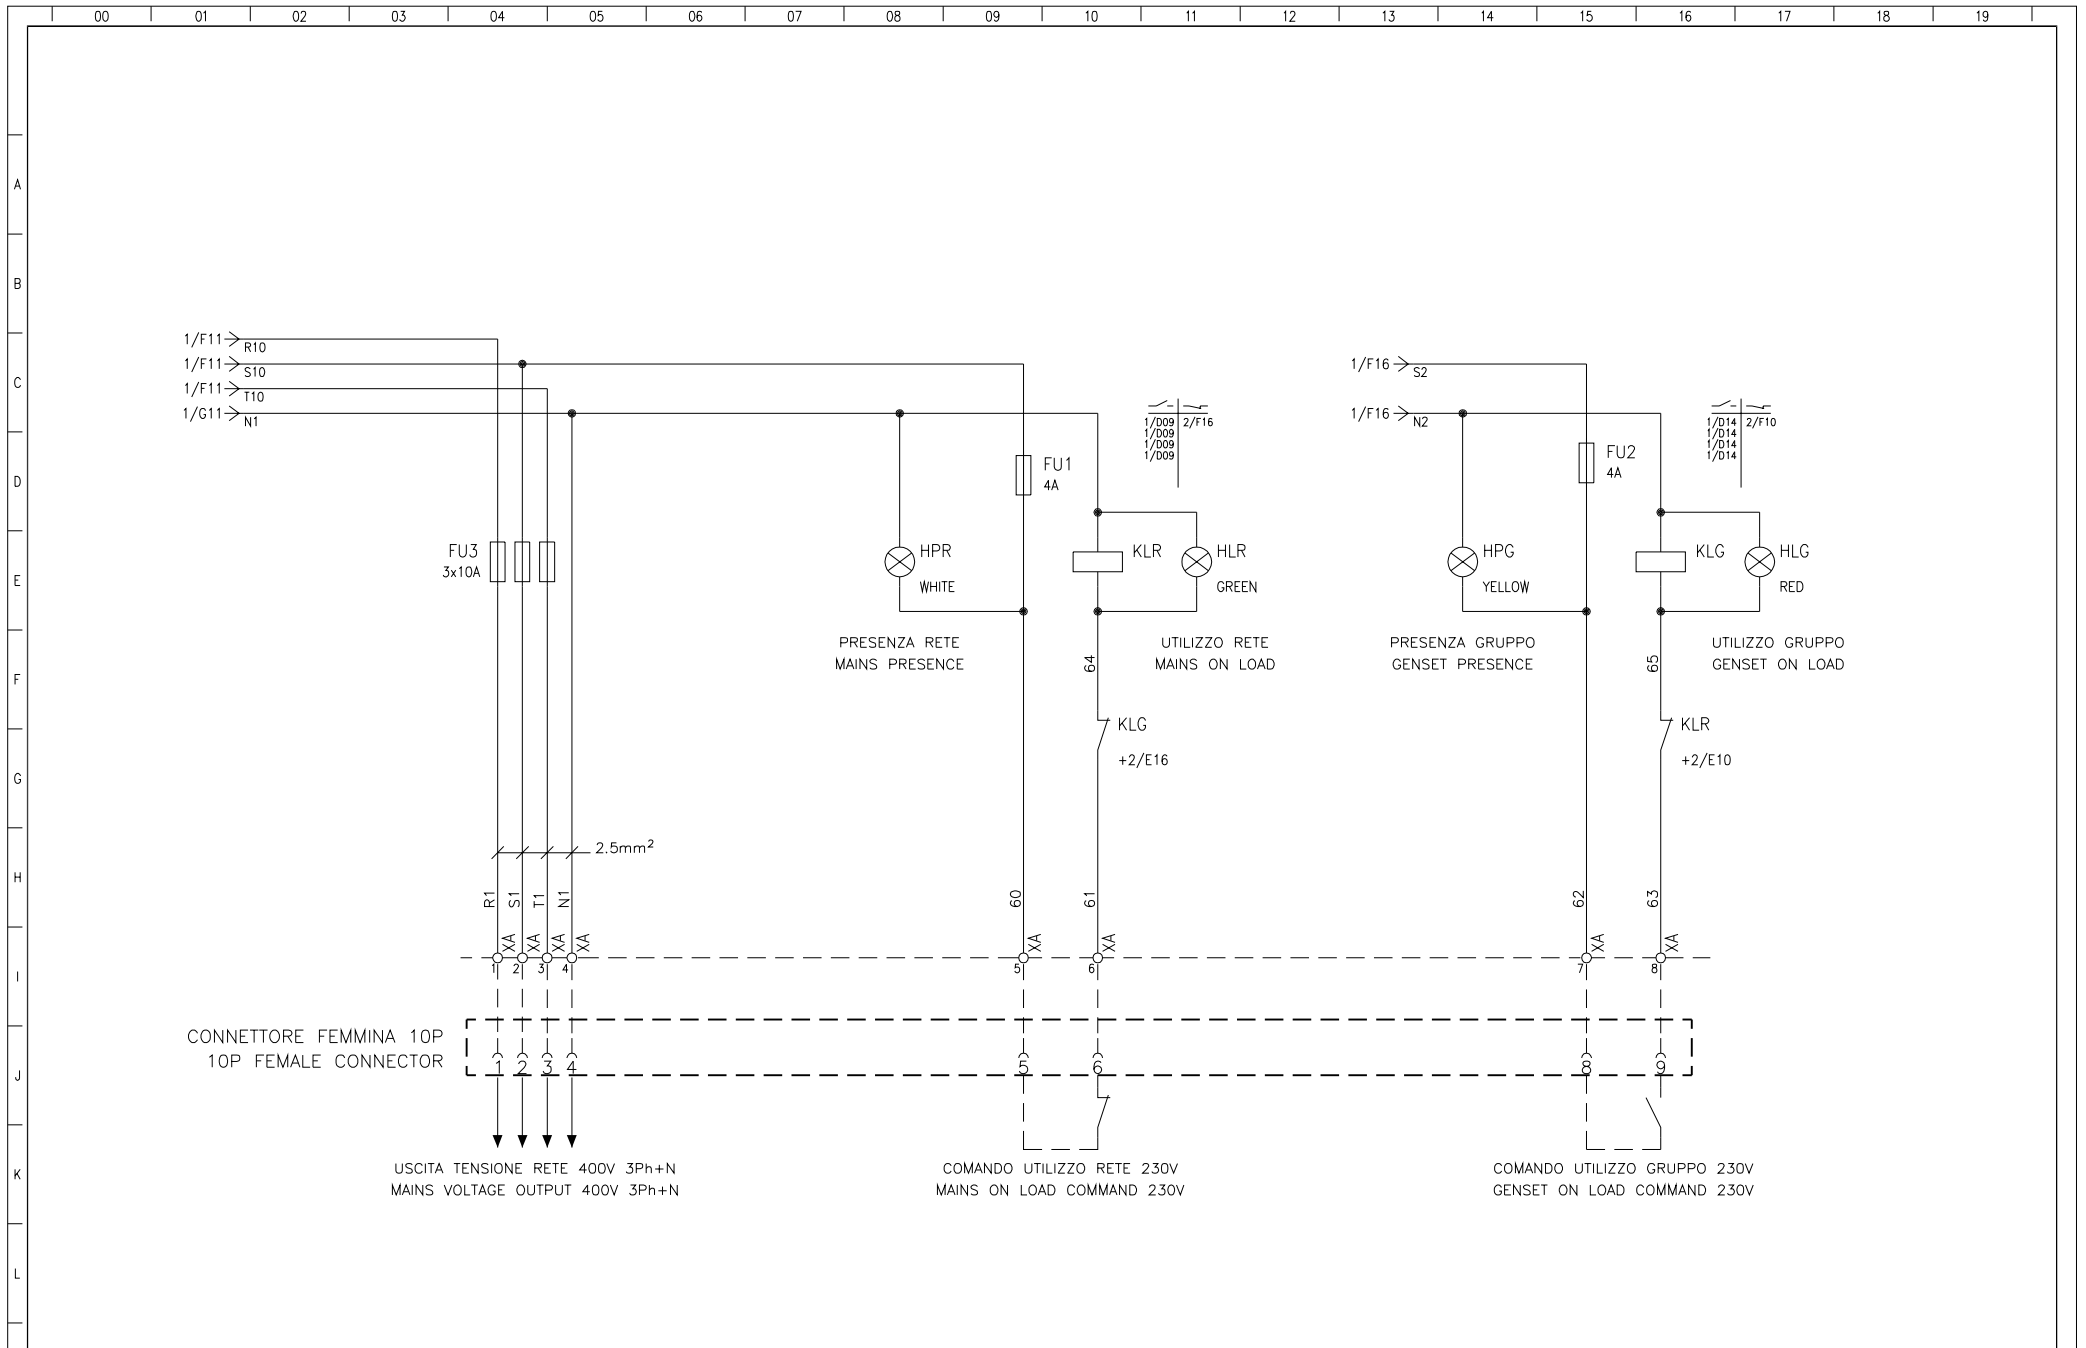 00 01 02 03 04 05 06 07 08 09 10 11 12 13 14 15 16 17 18 19
A
B
C
D
E
F
G
H
I
J
K
L
1/F11 R10
1/F11 S10
1/F11 T10
1/G11 N1
1/D09 2/F16
1/D09
1/D09
1/D09
1/F16 S2
1/F16 N2
1/D14 2/F10
1/D14
1/D14
1/D14
FU1
4A
FU2
4A
FU3
3x10A
HPR
WHITE
KLR
HLR
GREEN
HPG
YELLOW
KLG
HLG
RED
PRESENZA RETE
MAINS PRESENCE
UTILIZZO RETE
MAINS ON LOAD
PRESENZA GRUPPO
GENSET PRESENCE
UTILIZZO GRUPPO
GENSET ON LOAD
64
65
KLG
+2/E16
KLR
+2/E10
2.5mm²
R1 S1 T1 N1 60 61 62 63
XA XA XA XA XA XA XA XA
1 2 3 4 5 6 7 8
CONNETTORE FEMMINA 10P
10P FEMALE CONNECTOR
1 2 3 4 5 6 8 9
USCITA TENSIONE RETE 400V 3Ph+N
MAINS VOLTAGE OUTPUT 400V 3Ph+N
COMANDO UTILIZZO RETE 230V
MAINS ON LOAD COMMAND 230V
COMANDO UTILIZZO GRUPPO 230V
GENSET ON LOAD COMMAND 230V